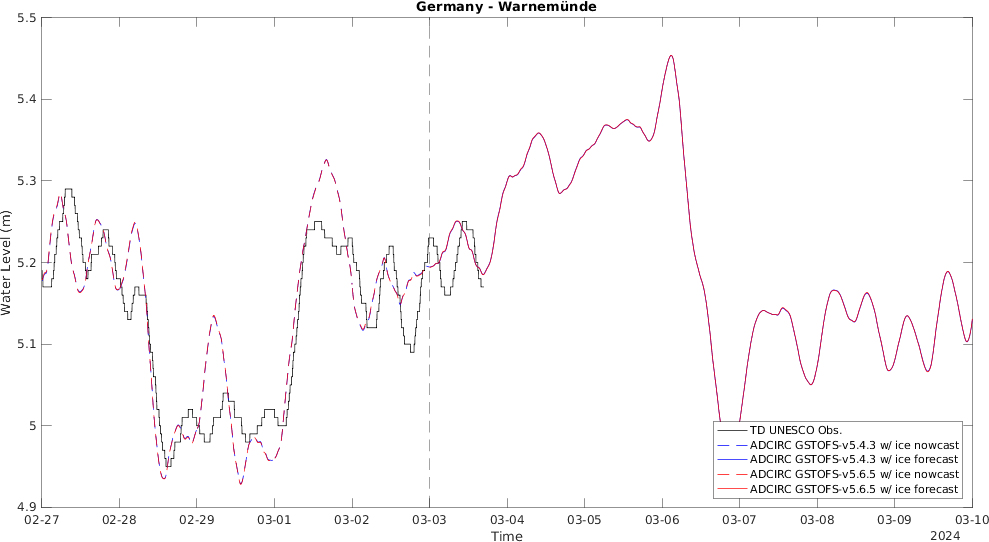 Germany - Warnemünde
5.5
5.4
5.3
5.2
5.1
5
4.9
Water Level (m)
TD UNESCO Obs.
ADCIRC GSTOFS-v5.4.3 w/ ice nowcast
ADCIRC GSTOFS-v5.4.3 w/ ice forecast
ADCIRC GSTOFS-v5.6.5 w/ ice nowcast
ADCIRC GSTOFS-v5.6.5 w/ ice forecast
02-27 02-28 02-29 03-01 03-02 03-03 03-04 03-05 03-06 03-07 03-08 03-09 03-10
Time
2024